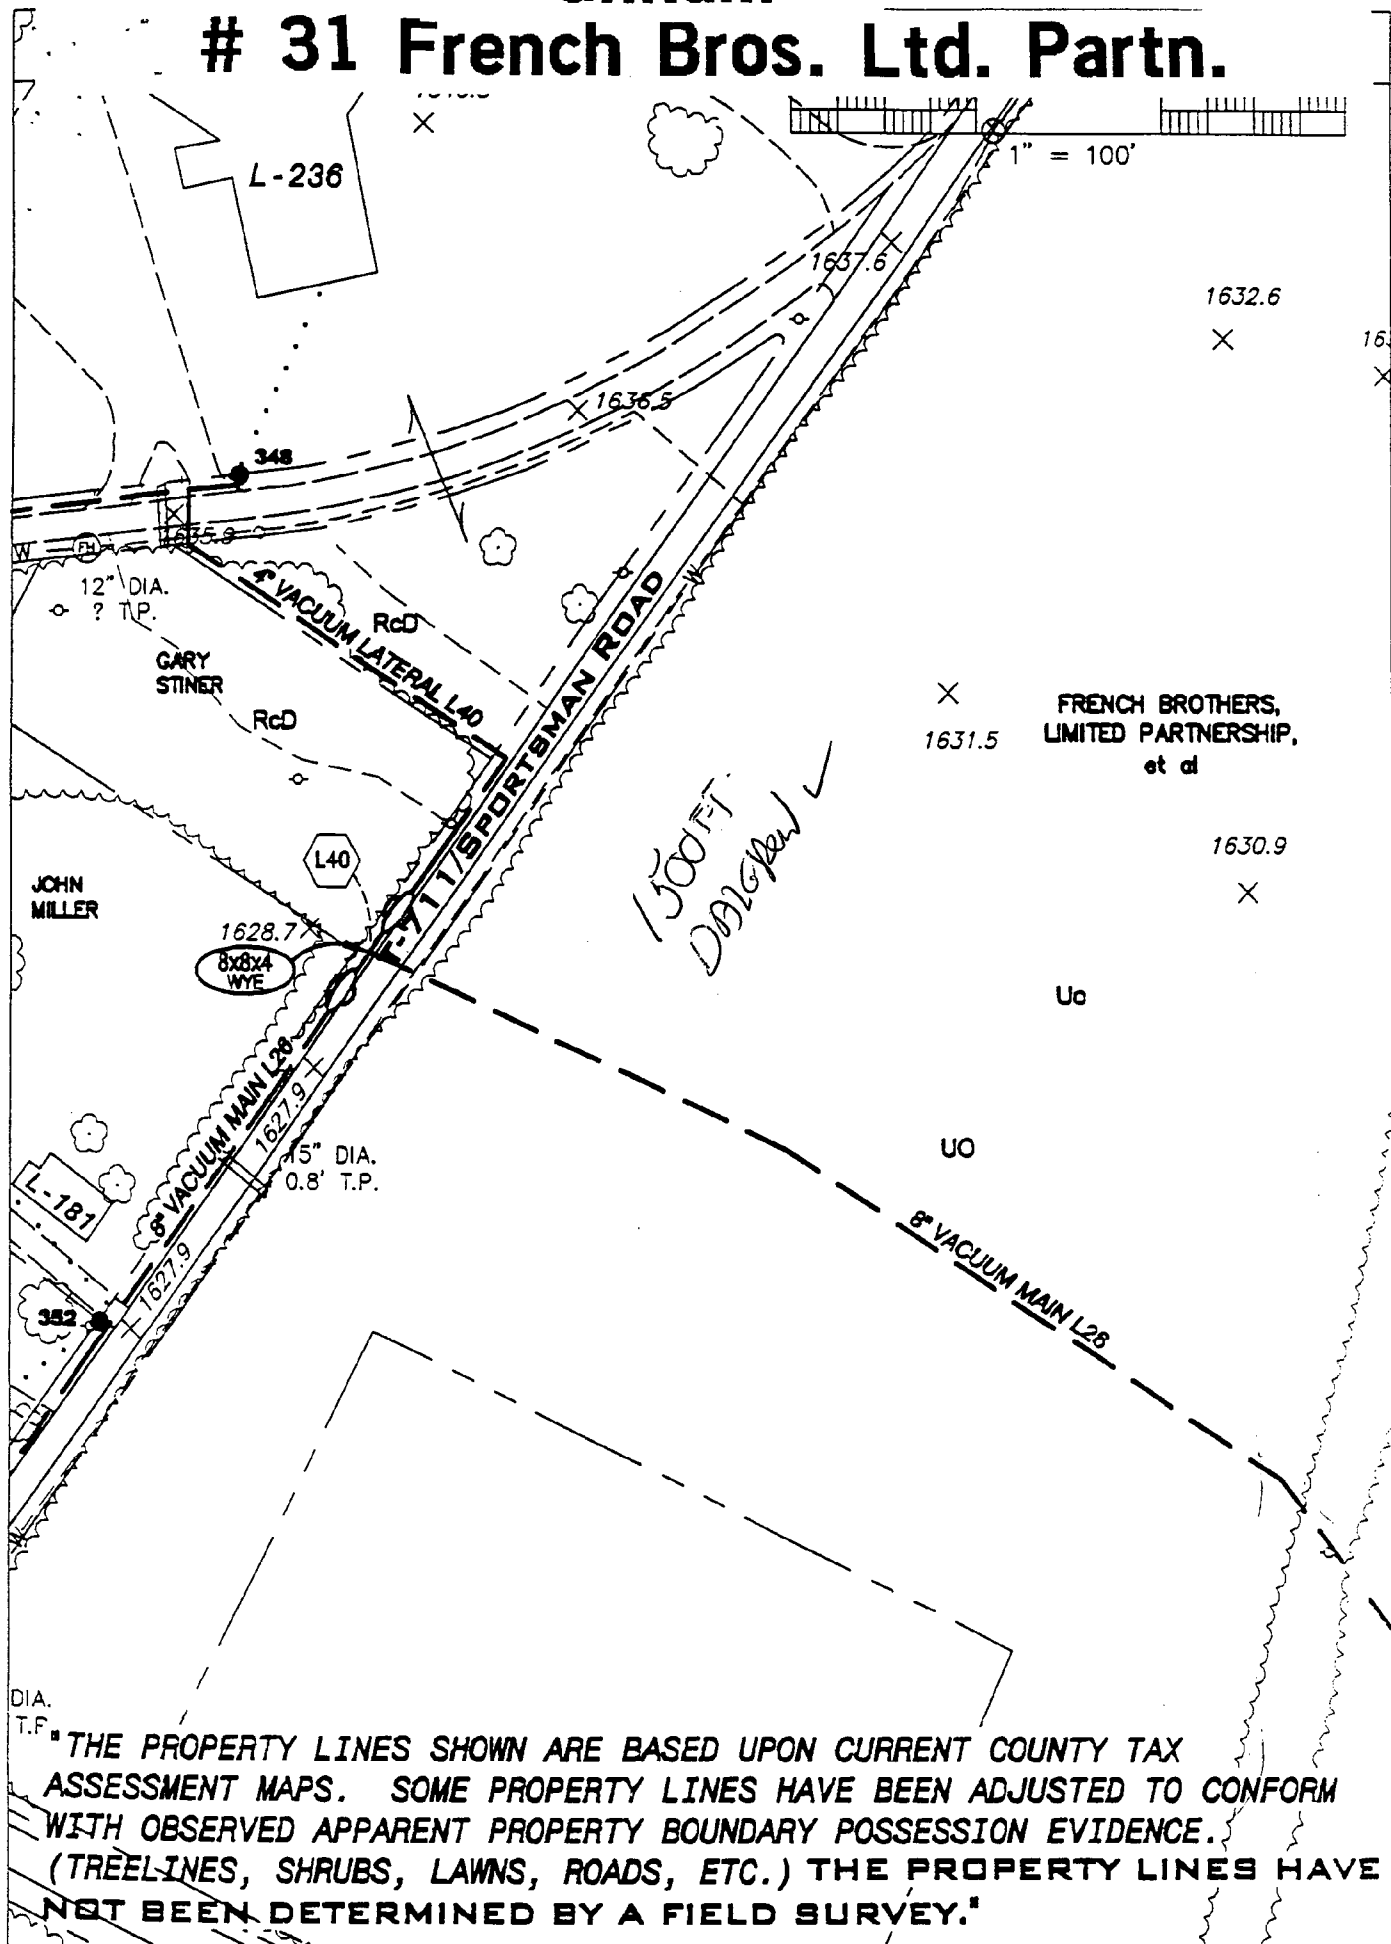 # 31 French Bros. Ltd. Partn.
1" = 100'
L-236
1637.6
1632.6
1636.5
348
1635.9
W
FH
12" DIA.
? T.P.
4" VACUUM LATERAL L40
RcD
GARY
STINER
RcD
W
T-711/SPORTSMAN ROAD
1631.5
FRENCH BROTHERS,
LIMITED PARTNERSHIP,
et al
1500 FT
1630.9
L40
JOHN
MILLER
1628.7
8x8x4
WYE
Uo
8" VACUUM MAIN L26
1627.9
15" DIA.
0.8' T.P.
UO
L-181
8" VACUUM MAIN L26
1627.9
352
DIA.
"THE PROPERTY LINES SHOWN ARE BASED UPON CURRENT COUNTY TAX
ASSESSMENT MAPS. SOME PROPERTY LINES HAVE BEEN ADJUSTED TO CONFORM
WITH OBSERVED APPARENT PROPERTY BOUNDARY POSSESSION EVIDENCE.
(TREELINES, SHRUBS, LAWNS, ROADS, ETC.) THE PROPERTY LINES HAVE
NOT BEEN DETERMINED BY A FIELD SURVEY."